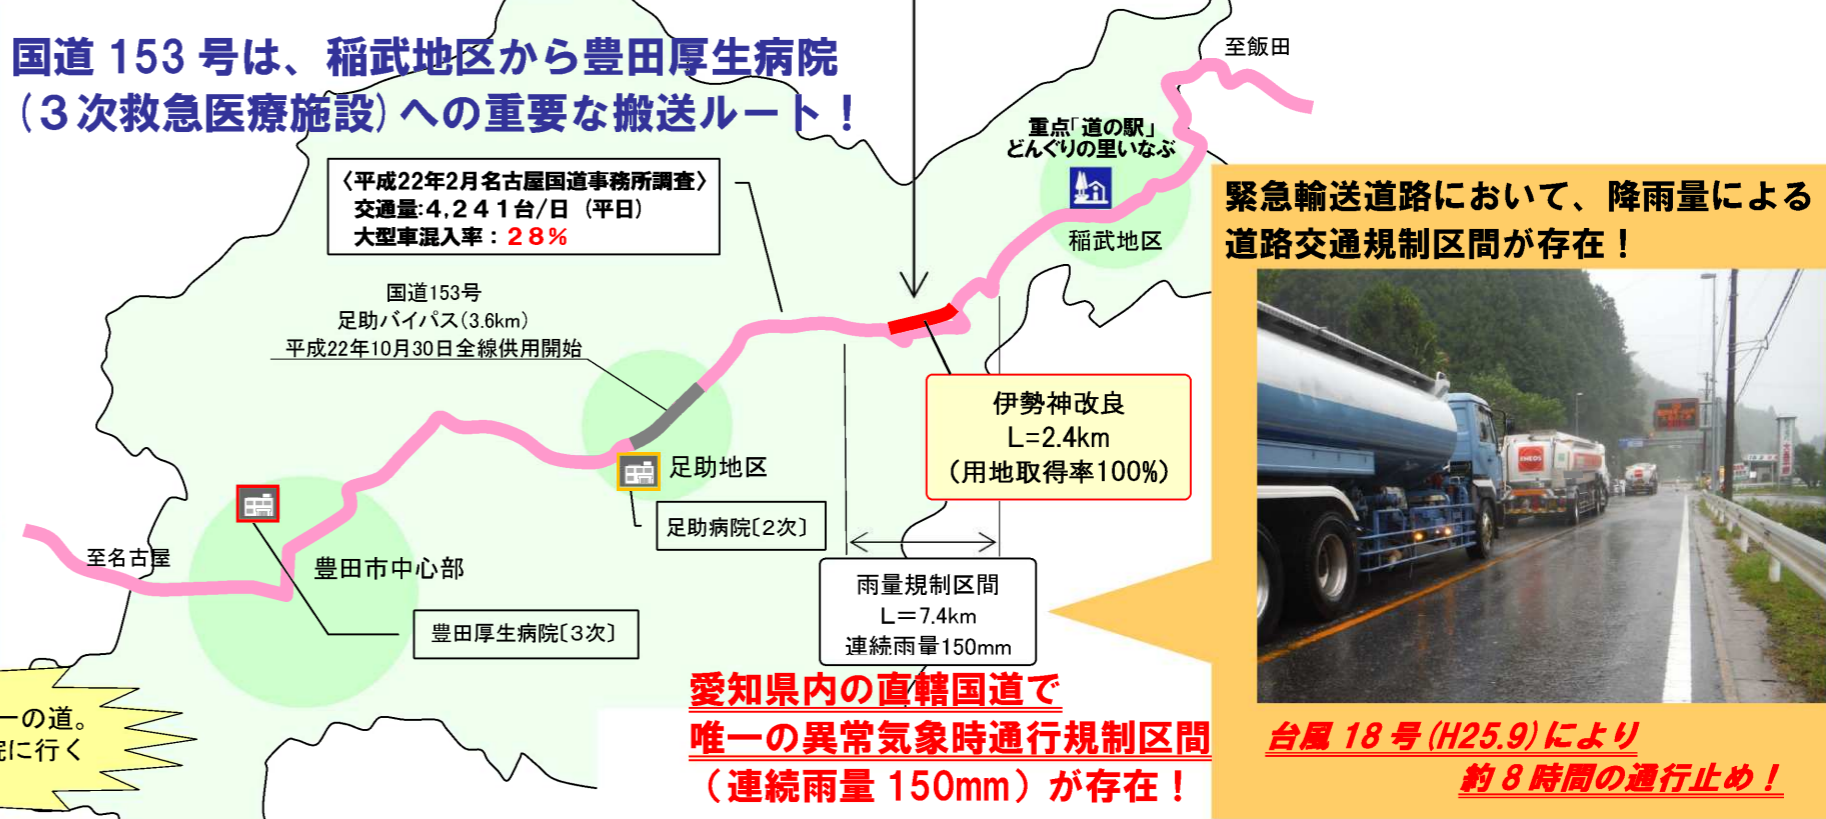 国道 153 号は、稲武地区から豊田厚生病院
(３次救急医療施設)への重要な搬送ルート！
至飯田
重点「道の駅」
どんぐりの里いなぶ
稲武地区
〈平成22年2月名古屋国道事務所調査〉
交通量:4,241台/日 (平日)
大型車混入率：28%
国道153号
足助バイパス(3.6km)
平成22年10月30日全線供用開始
伊勢神改良
L=2.4km
(用地取得率100%)
足助地区
足助病院〔２次〕
至名古屋
豊田市中心部
豊田厚生病院〔３次〕
雨量規制区間
L＝7.4km
連続雨量150mm
愛知県内の直轄国道で
唯一の異常気象時通行規制区間
（連続雨量 150mm）が存在！
一の道。
院に行く
緊急輸送道路において、降雨量による
道路交通規制区間が存在！
ENEOS
台風 18 号(H25.9)により
約８時間の通行止め！